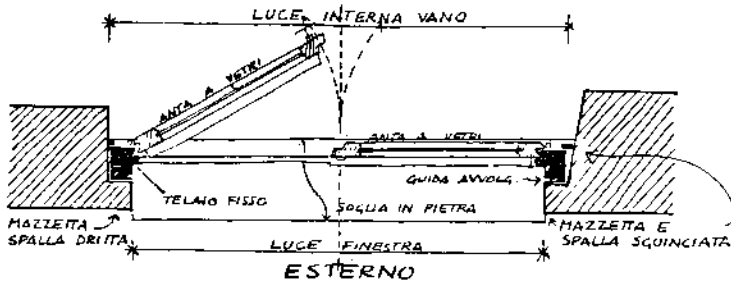 LUCE INTERNA VANO
ANTA A VETRI
ANTA A VETRI
GUIDA AVVOLG.
TELAIO FISSO
SOGLIA IN PIETRA
MAZZETTA
SPALLA DRITTA
MAZZETTA E
SPALLA SGUINCIATA
LUCE FINESTRA
ESTERNO